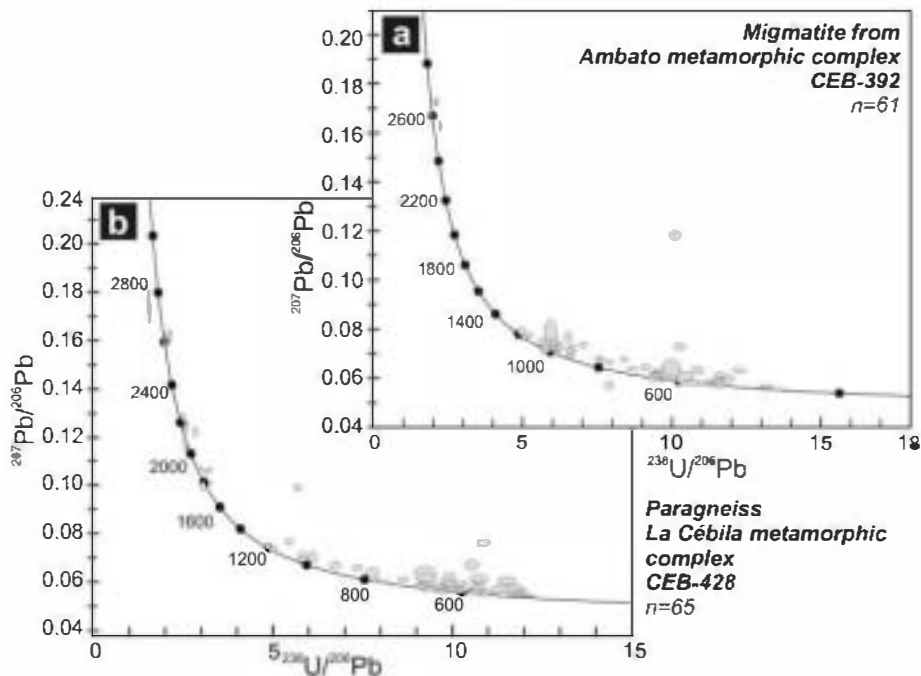 a
Migmatite from
Ambato metamorphic complex
CEB-392
n=61
0.20
0.18
0.16
0.14
0.12
0.10
0.08
0.06
0.04
²⁰⁷Pb/²⁰⁶Pb
2600
2200
1800
1400
1000
600
0
5
10
15
18
²³⁸U/²⁰⁶Pb
b
0.24
0.20
0.18
0.16
0.14
0.12
0.10
0.08
0.06
0.04
²⁰⁷Pb/²⁰⁶Pb
2800
2400
2000
1600
1200
800
600
0
5
10
15
²³⁸U/²⁰⁶Pb
Paragneiss
La Cébila metamorphic
complex
CEB-428
n=65